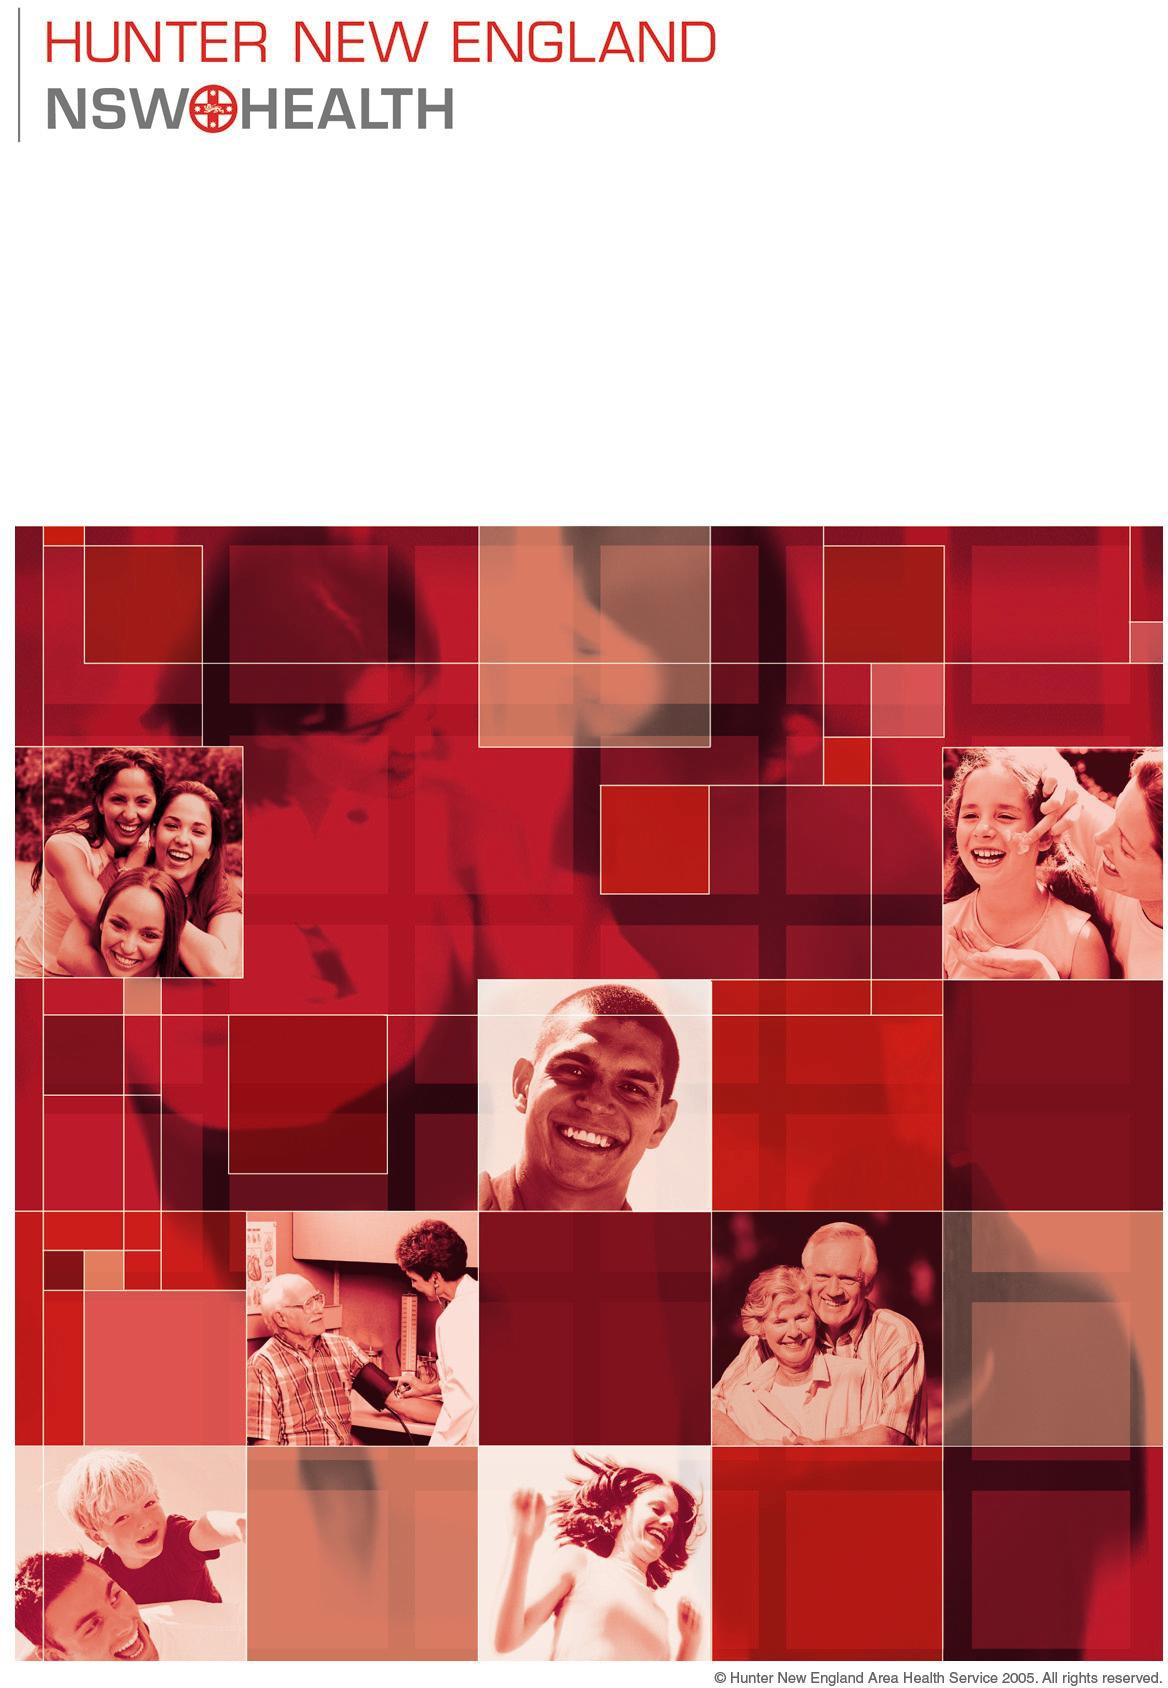 HUNTER NEW ENGLAND
NSW HEALTH
© Hunter New England Area Health Service 2005. All rights reserved.